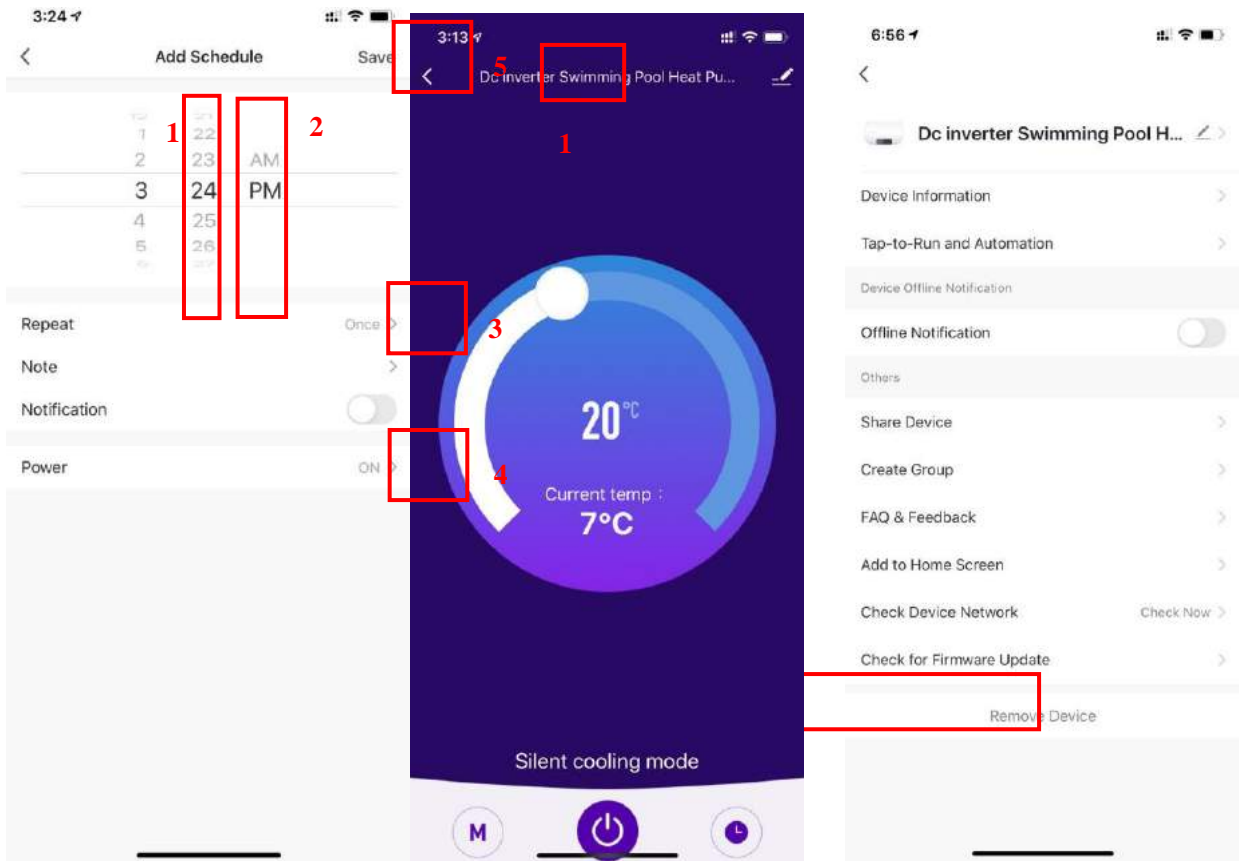 3:24
Add Schedule
Save
1
22
2
23
AM
3
24
PM
4
25
5
26
1
2
Repeat
Once
Note
Notification
Power
ON
3
4
5
3:13
Dc inverter Swimming Pool Heat Pu...
1
20°C
Current temp :
7°C
Silent cooling mode
M
6:56
Dc inverter Swimming Pool H...
Device Information
Tap-to-Run and Automation
Device Offline Notification
Offline Notification
Others
Share Device
Create Group
FAQ & Feedback
Add to Home Screen
Check Device Network
Check Now
Check for Firmware Update
Remove Device